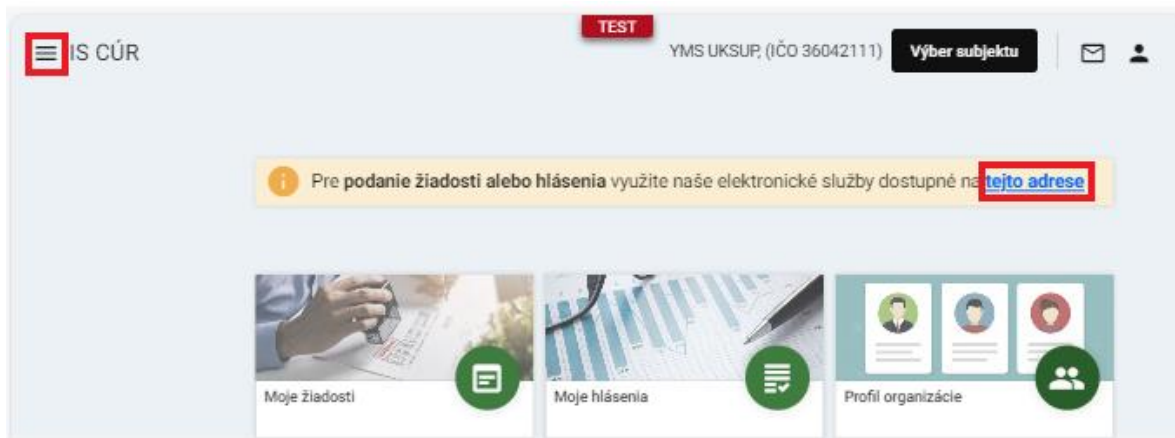 TEST
IS CÚR
YMS UKSUP, (IČO 36042111) Výber subjektu
Pre podanie žiadosti alebo hlásenia využite naše elektronické služby dostupné na tejto adrese
Moje žiadosti
Moje hlásenia
Profil organizácie